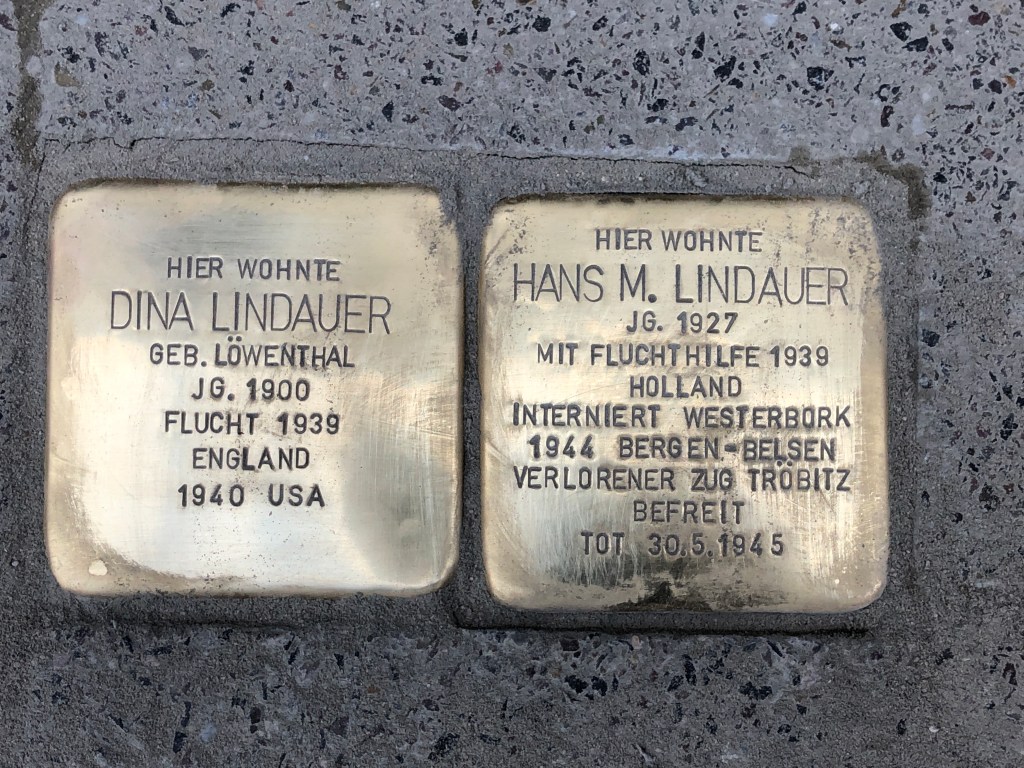 HIER WOHNTE
DINA LINDAUER
GEB. LÖWENTHAL
JG. 1900
FLUCHT 1939
ENGLAND
1940 USA
HIER WOHNTE
HANS M. LINDAUER
JG. 1927
MIT FLUCHTHILFE 1939
HOLLAND
INTERNIERT WESTERBORK
1944 BERGEN-BELSEN
VERLORENER ZUG TRÖBITZ
BEFREIT
TOT 30.5.1945